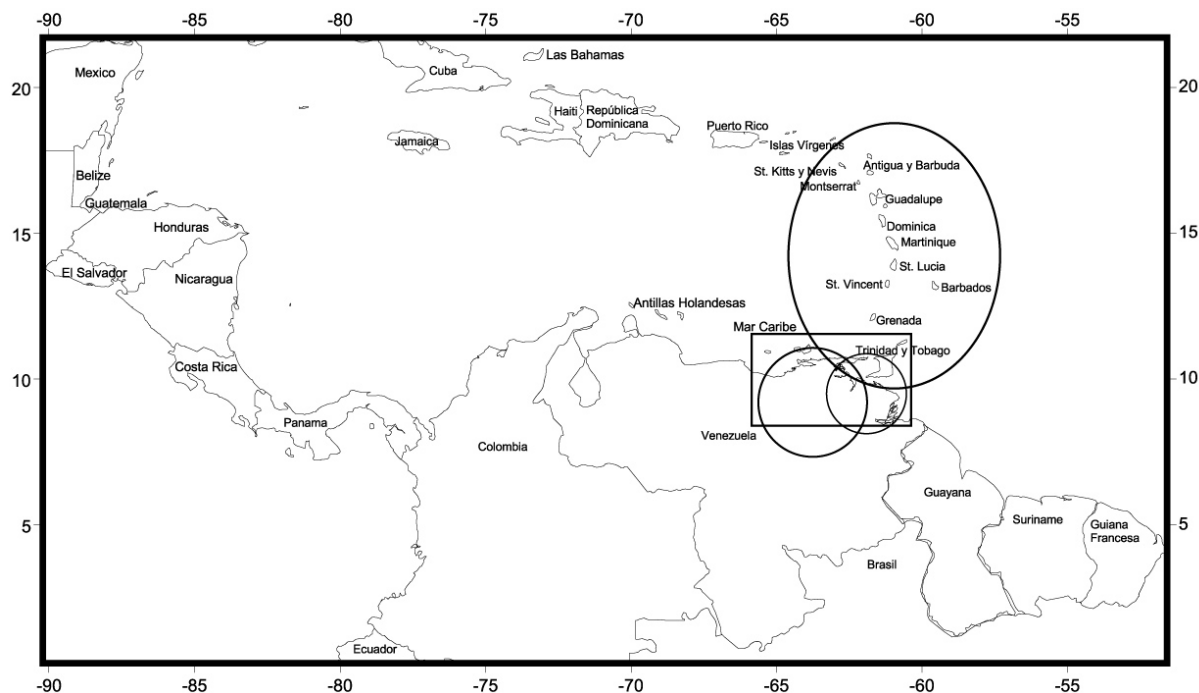 -90 -85 -80 -75 -70 -65 -60 -55
Las Bahamas
Mexico
Cuba
20
20
Haiti
República
Dominicana
Puerto Rico
Jamaica
Islas Vírgenes
Antigua y Barbuda
St. Kitts y Nevis
Belize
Montserrat
Guadalupe
Guatemala
Honduras
Dominica
15
15
Martinique
El Salvador
St. Lucia
Nicaragua
St. Vincent
Barbados
Antillas Holandesas
Grenada
Mar Caribe
Trinidad y Tobago
Costa Rica
10
10
Panama
Venezuela
Colombia
Guayana
5
5
Suriname
Guiana
Francesa
Brasil
Ecuador
-90 -85 -80 -75 -70 -65 -60 -55